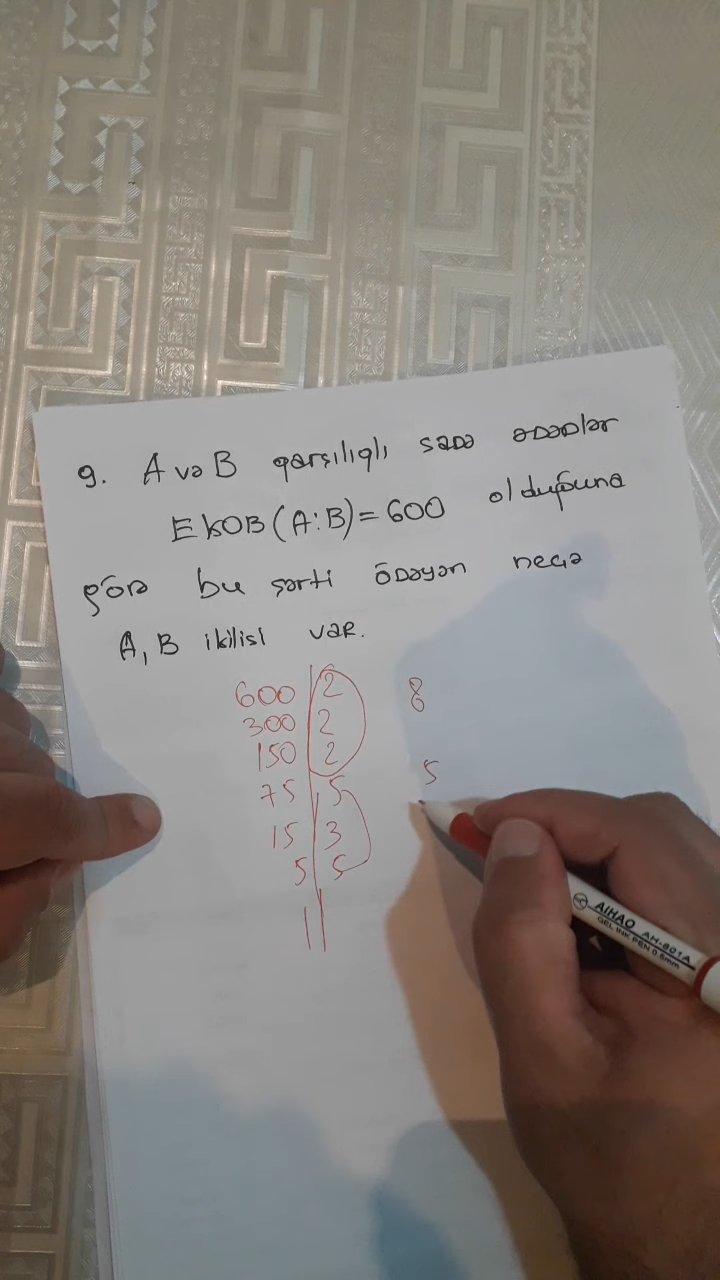 9. A və B qarşılıqlı sadə ədədlər
ƏKOB(A:B)=600 olduğuna
görə bu şərti ödəyən neçə
A, B ikilisi var.
600 2 8
300 2
150 2
75 5 5
15 3
5 5
1
AIHAO AH-801A
GEL INK PEN 0.5mm